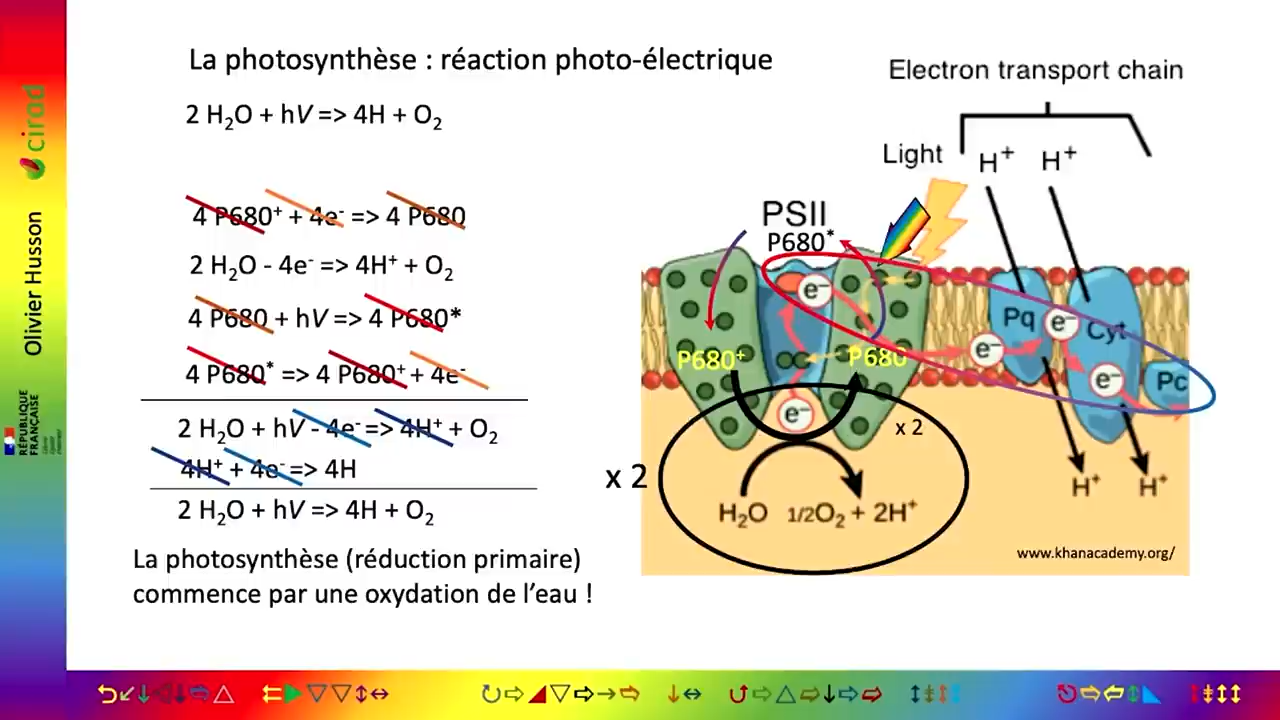 La photosynthèse : réaction photo-électrique
2 H₂O + hV => 4H + O₂
4 P680⁺ + 4e⁻ => 4 P680
2 H₂O - 4e⁻ => 4H⁺ + O₂
4 P680 + hV => 4 P680*
4 P680* => 4 P680⁺ + 4e⁻
2 H₂O + hV - 4e⁻ => 4H⁺ + O₂
4H⁺ + 4e⁻ => 4H
2 H₂O + hV => 4H + O₂
La photosynthèse (réduction primaire)
commence par une oxydation de l’eau !
Electron transport chain
Light
H⁺ H⁺
PSII
P680*
e⁻
Pq
e⁻
Cyt
e⁻
P680⁺
P680
e⁻
Pc
e⁻
x 2
x 2
H₂O 1/2O₂ + 2H⁺
H⁺ H⁺
www.khanacademy.org/
cirad
Olivier Husson
RÉPUBLIQUE
FRANÇAISE